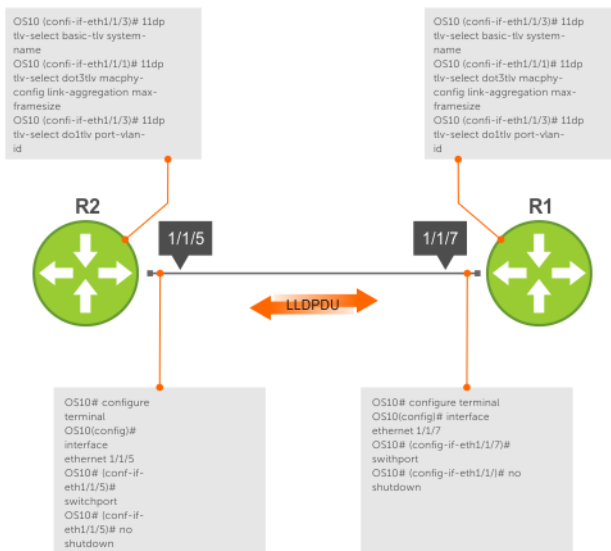 OS10 (confi-if-eth1/1/3)# 11dp
tlv-select basic-tlv system-
name
OS10 (confi-if-eth1/1/1)# 11dp
tlv-select dot3tlv macphy-
config link-aggregation max-
framesize
OS10 (confi-if-eth1/1/3)# 11dp
tlv-select do1tlv port-vlan-
id
OS10 (confi-if-eth1/1/3)# 11dp
tlv-select basic-tlv system-
name
OS10 (confi-if-eth1/1/1)# 11dp
tlv-select dot3tlv macphy-
config link-aggregation max-
framesize
OS10 (confi-if-eth1/1/3)# 11dp
tlv-select do1tlv port-vlan-
id
R2
R1
1/1/5
1/1/7
LLDPDU
OS10# configure
terminal
OS10(config)#
interface
ethernet 1/1/5
OS10# (conf-if-
eth1/1/5)#
switchport
OS10# (conf-if-
eth1/1/5)# no
shutdown
OS10# configure terminal
OS10(config)# interface
ethernet 1/1/7
OS10# (config-if-eth1/1/7)#
swithport
OS10# (config-if-eth1/1/)# no
shutdown